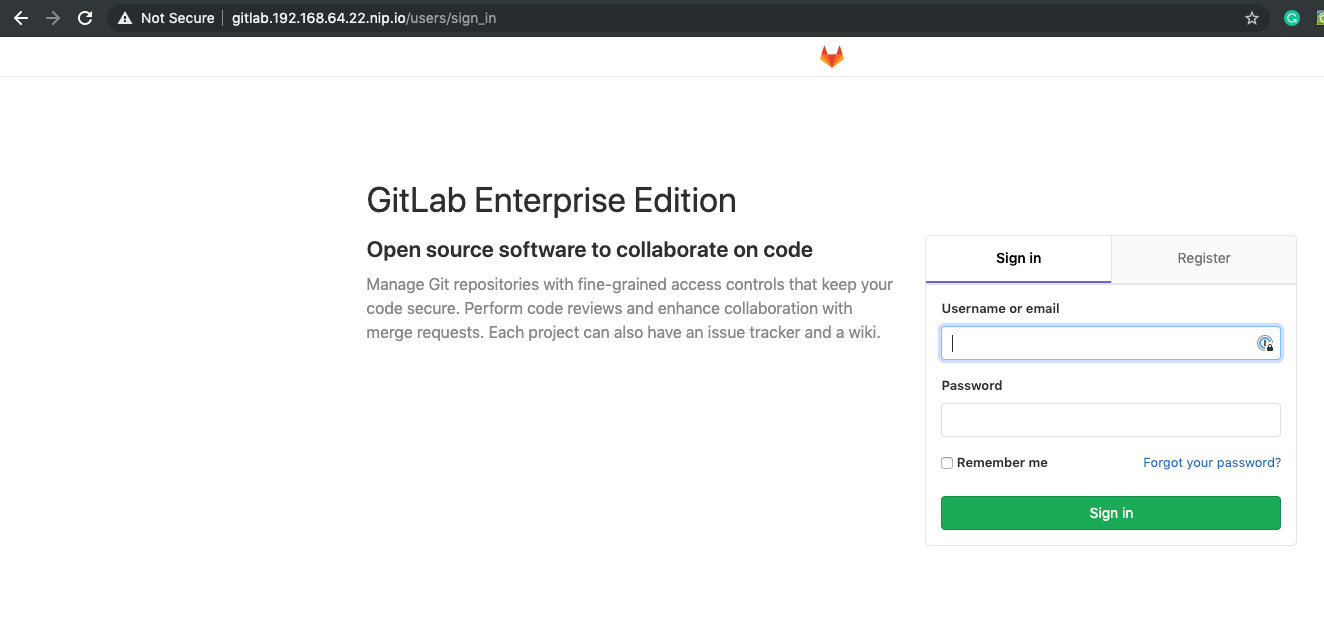 Not Secure gitlab.192.168.64.22.nip.io/users/sign_in
GitLab Enterprise Edition
Open source software to collaborate on code
Manage Git repositories with fine-grained access controls that keep your
code secure. Perform code reviews and enhance collaboration with
merge requests. Each project can also have an issue tracker and a wiki.
Sign in
Register
Username or email
Password
Remember me
Forgot your password?
Sign in